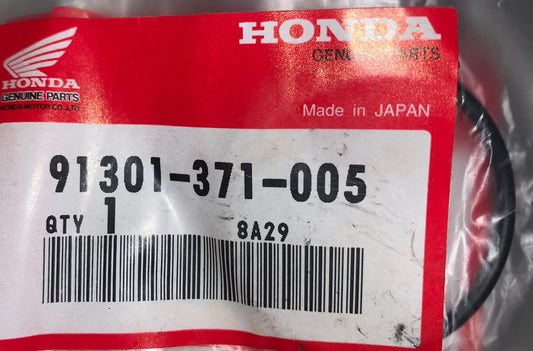 HONDA
GENUINE PARTS
HONDA MOTOR CO.,LTD.
HONDA
GENUINE PARTS
Made in JAPAN
91301-371-005
QTY 1 8A29